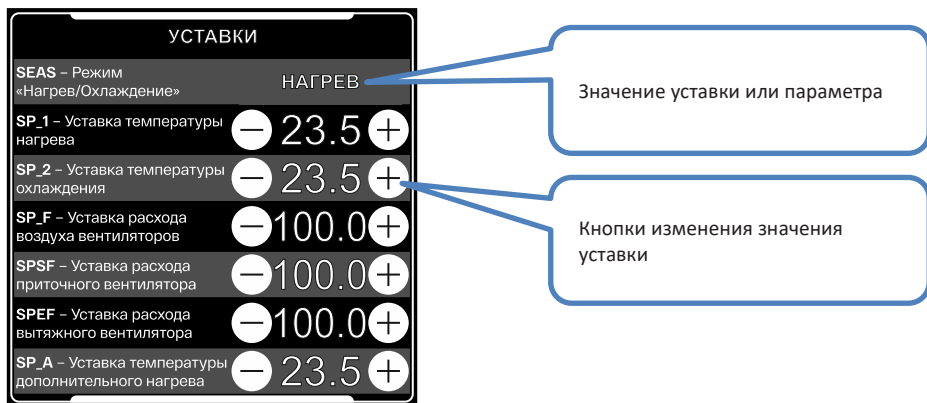 УСТАВКИ
SEAS – Режим
«Нагрев/Охлаждение»
НАГРЕВ
SP_1 – Уставка температуры
нагрева
− 23.5 +
SP_2 – Уставка температуры
охлаждения
− 23.5 +
SP_F – Уставка расхода
воздуха вентиляторов
− 100.0 +
SPSF – Уставка расхода
приточного вентилятора
− 100.0 +
SPEF – Уставка расхода
вытяжного вентилятора
− 100.0 +
SP_A – Уставка температуры
дополнительного нагрева
− 23.5 +
Значение уставки или параметра
Кнопки изменения значения
уставки